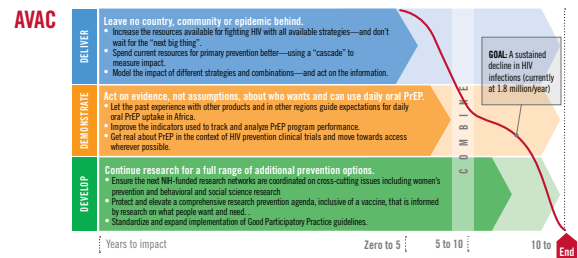 AVAC
DELIVER
Leave no country, community or epidemic behind.
• Increase the resources available for fighting HIV with all available strategies—and don't
wait for the "next big thing".
• Spend current resources for primary prevention better—using a "cascade" to
measure impact.
• Model the impact of different strategies and combinations—and act on the information.
DEMONSTRATE
Act on evidence, not assumptions, about who wants and can use daily oral PrEP.
• Let the past experience with other products and in other regions guide expectations for daily
oral PrEP uptake in Africa.
• Improve the indicators used to track and analyze PrEP program performance.
• Get real about PrEP in the context of HIV prevention clinical trials and move towards access
wherever possible.
DEVELOP
Continue research for a full range of additional prevention options.
• Ensure the next NIH-funded research networks are coordinated on cross-cutting issues including women's
prevention and behavioral and social science research
• Protect and elevate a comprehensive research prevention agenda, inclusive of a vaccine, that is informed
by research on what people want and need. .
• Standardize and expand implementation of Good Participatory Practice guidelines.
COMBINE
GOAL: A sustained
decline in HIV
infections (currently
at 1.8 million/year)
Years to impact
Zero to 5
5 to 10
10 to
End